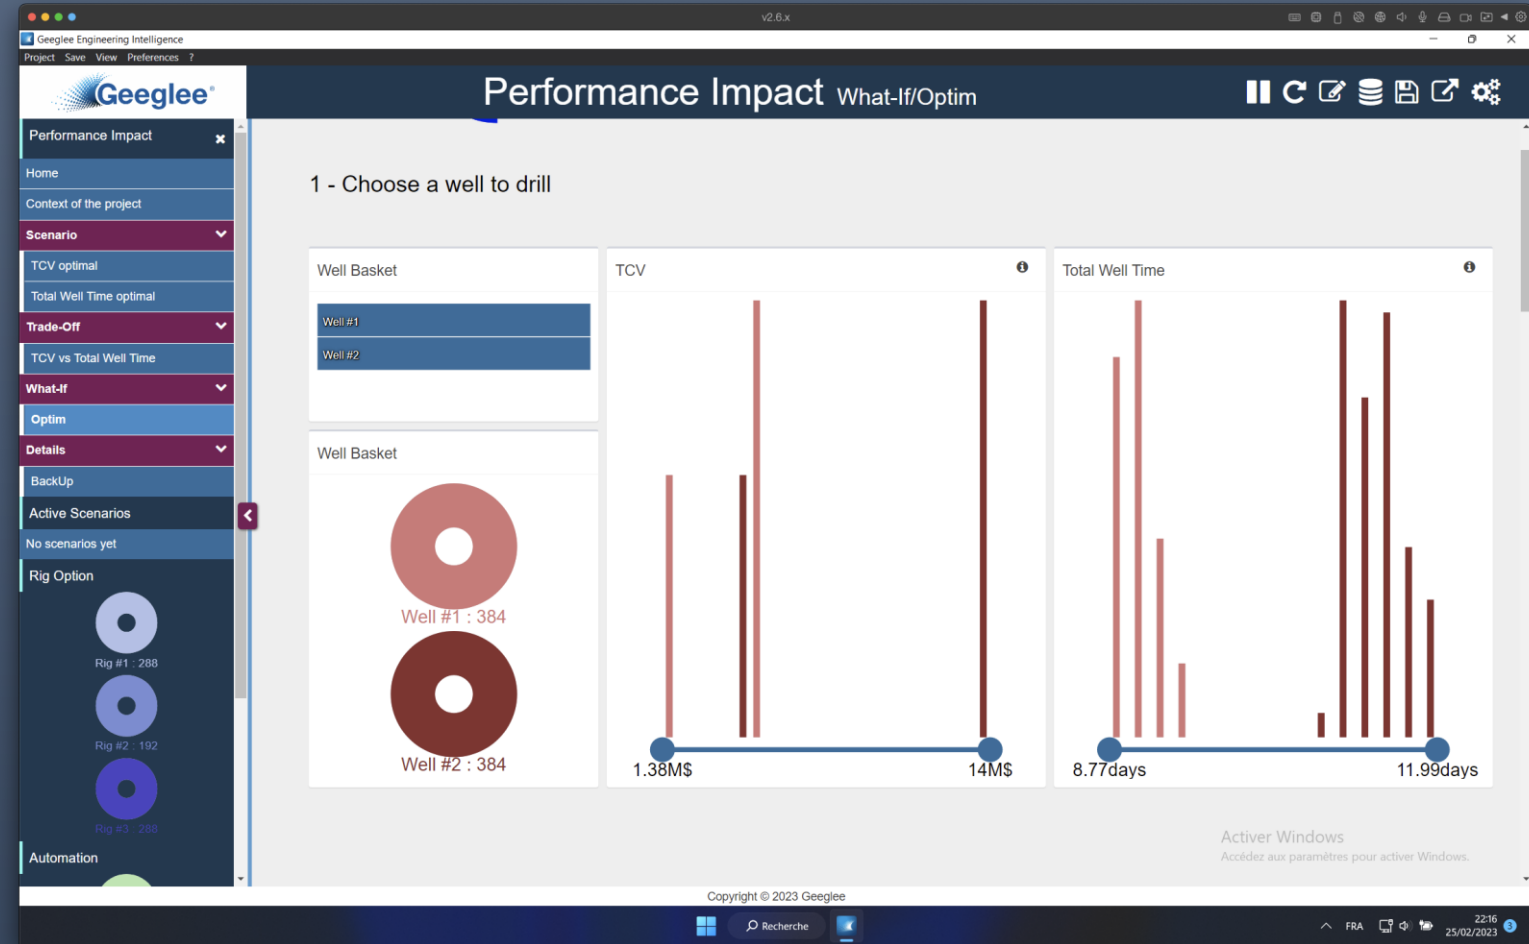 v2.6.x
Geeglee Engineering Intelligence
Project Save View Preferences ?
Geeglee®
Performance Impact What-If/Optim
Performance Impact
Home
Context of the project
Scenario
TCV optimal
Total Well Time optimal
Trade-Off
TCV vs Total Well Time
What-If
Optim
Details
BackUp
Active Scenarios
No scenarios yet
Rig Option
Rig #1 : 288
Rig #2 : 192
Rig #3 : 288
Automation
1 - Choose a well to drill
Well Basket
Well #1
Well #2
Well Basket
Well #1 : 384
Well #2 : 384
TCV
1.38M$ 14M$
Total Well Time
8.77days 11.99days
Activer Windows
Accédez aux paramètres pour activer Windows.
Copyright © 2023 Geeglee
Recherche
FRA
22:16
25/02/2023
3